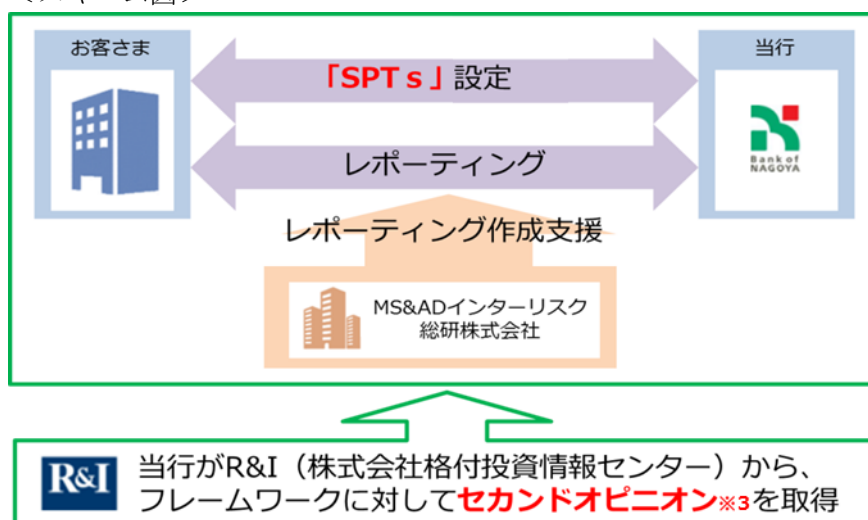 お客さま
当行
「SPTs」設定
Bank of
NAGOYA
レポーティング
レポーティング作成支援
MS&ADインターリスク
総研株式会社
R&I
当行がR&I（株式会社格付投資情報センター）から、
フレームワークに対してセカンドオピニオン※3を取得